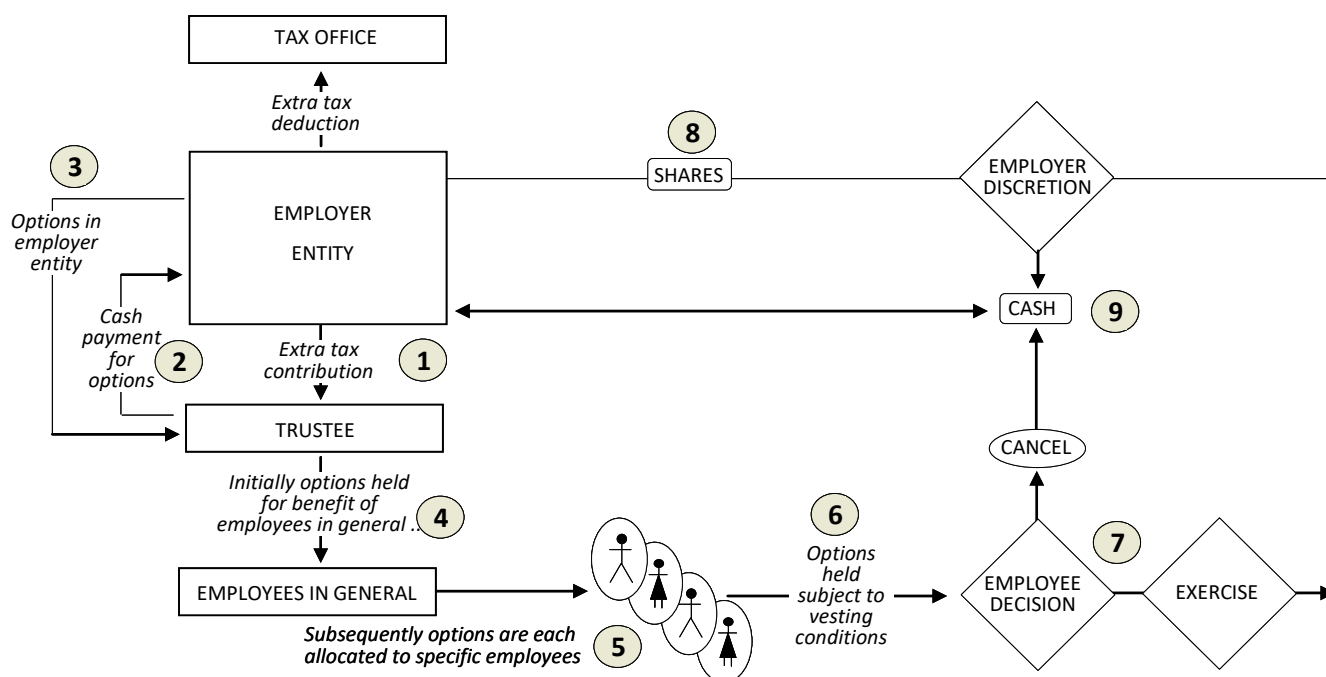 TAX OFFICE
Extra tax
deduction
3
8
SHARES
EMPLOYER
DISCRETION
Options in
employer
entity
EMPLOYER
ENTITY
Cash
payment
for
options
2
CASH
9
Extra tax
contribution
1
TRUSTEE
CANCEL
Initially options held
for benefit of
employees in general ..
4
6
Options
held
subject to
vesting
conditions
7
EMPLOYEES IN GENERAL
EMPLOYEE
DECISION
EXERCISE
Subsequently options are each
allocated to specific employees
5